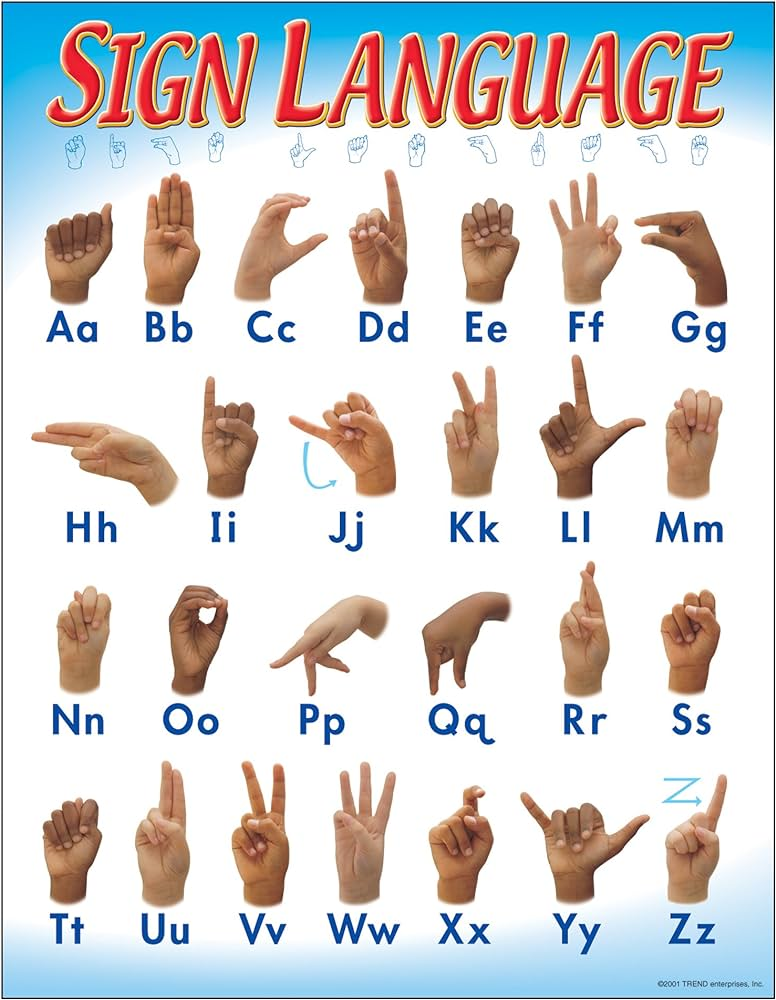 SIGN LANGUAGE
Aa Bb Cc Dd Ee Ff Gg
Hh Ii Jj Kk Ll Mm
Nn Oo Pp Qq Rr Ss
Tt Uu Vv Ww Xx Yy Zz
©2001 TREND enterprises, Inc.